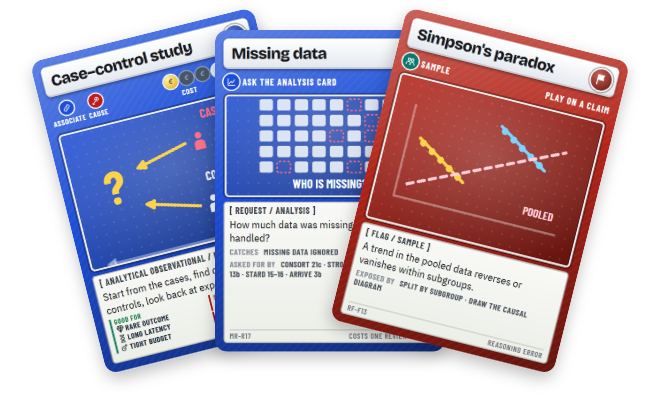 Case-control study
COST
ASSOCIATE CAUSE
?
[ ANALYTICAL OBSERVATIONAL /
Start from the cases, find
controls, look back at
GOOD FOR
RARE OUTCOME
LONG LATENCY
TIGHT BUDGET
Missing data
ASK THE ANALYSIS CARD
WHO IS MISSING?
[ REQUEST / ANALYSIS ]
How much data was missing
handled?
CATCHES MISSING DATA IGNORED
ASKED FOR BY CONSORT 21c ·
13b · STARD 15-16 · ARRIVE 3b
MR-R17
COSTS ONE
Simpson's paradox
SAMPLE
PLAY ON A CLAIM
POOLED
[ FLAG / SAMPLE ]
A trend in the pooled data reverses or
vanishes within subgroups.
EXPOSED BY SPLIT BY SUBGROUP · DRAW THE CAUSAL
DIAGRAM
RF-F13
REASONING ERROR